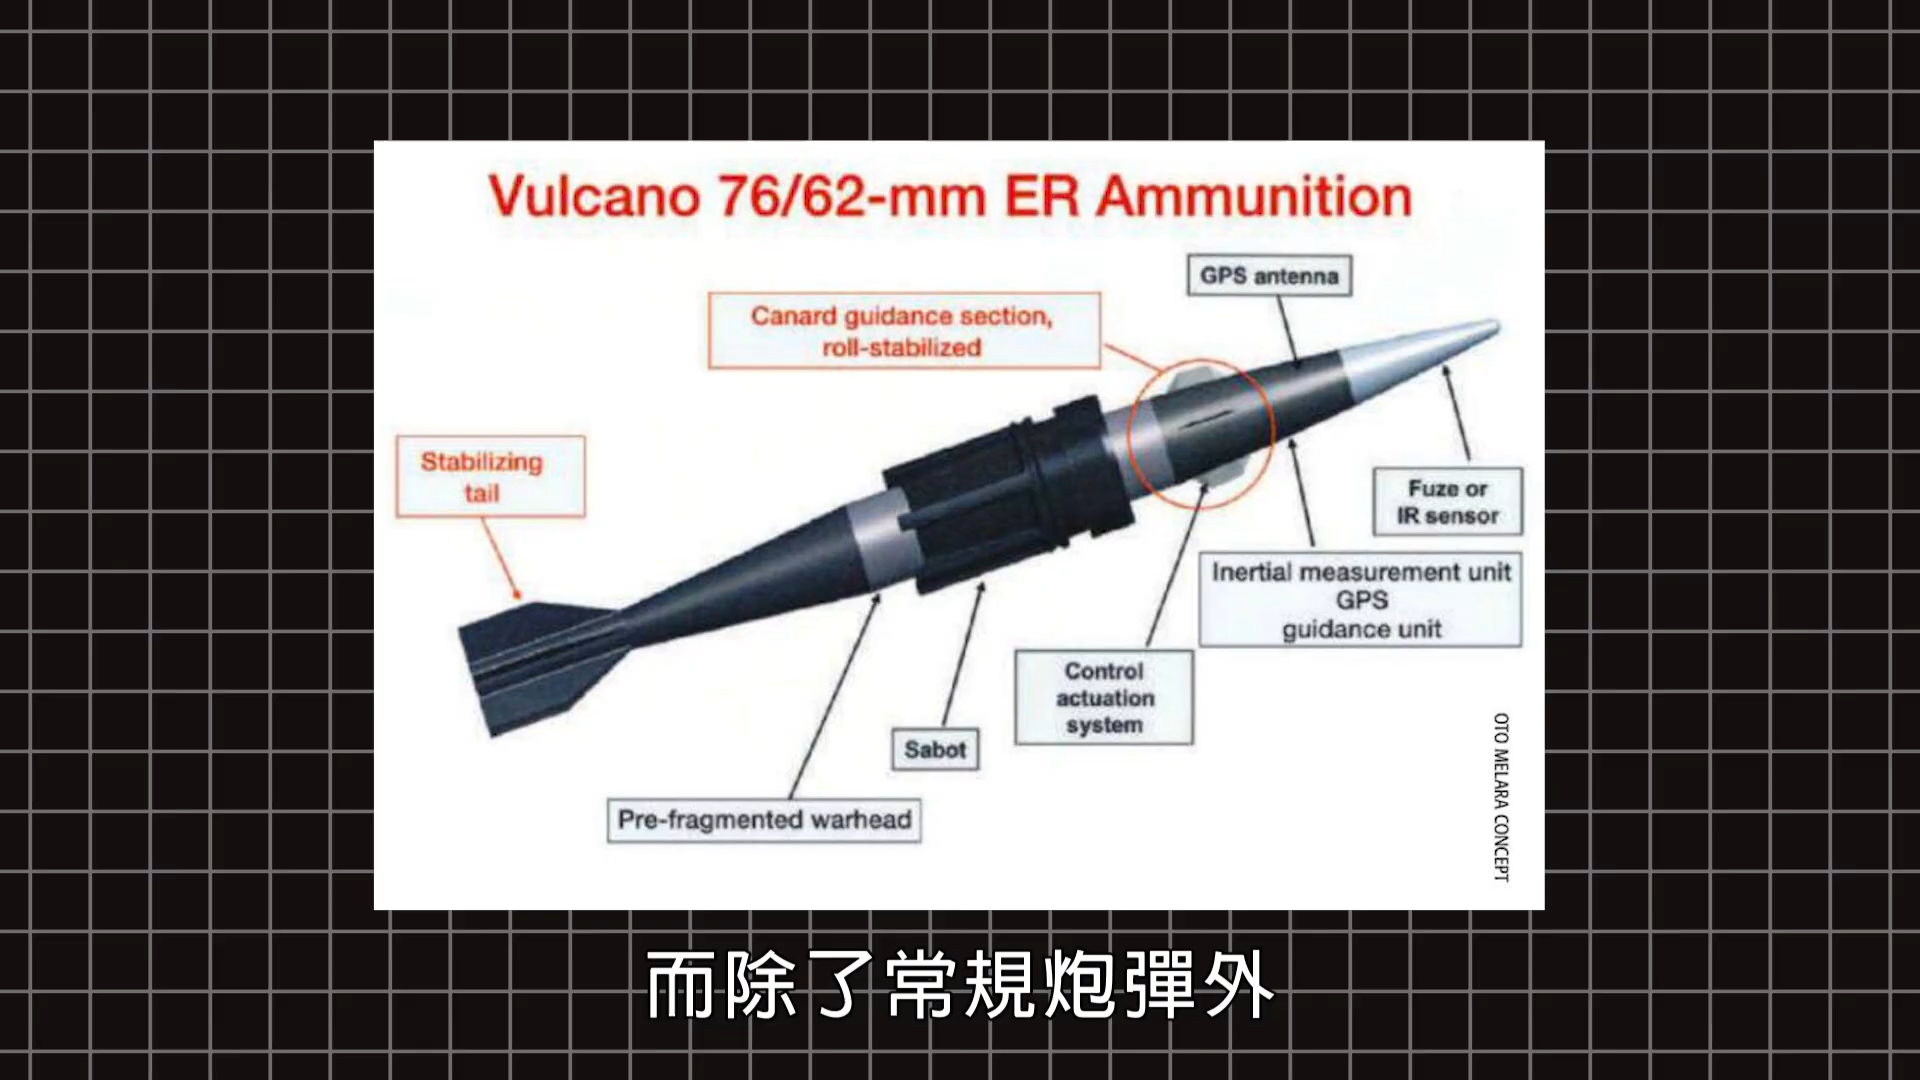 Vulcano 76/62-mm ER Ammunition
GPS antenna
Canard guidance section,
roll-stabilized
Stabilizing
tail
Fuze or
IR sensor
Inertial measurement unit
GPS
guidance unit
Control
actuation
system
Sabot
Pre-fragmented warhead
OTO MELARA CONCEPT
而除了常規炮彈外